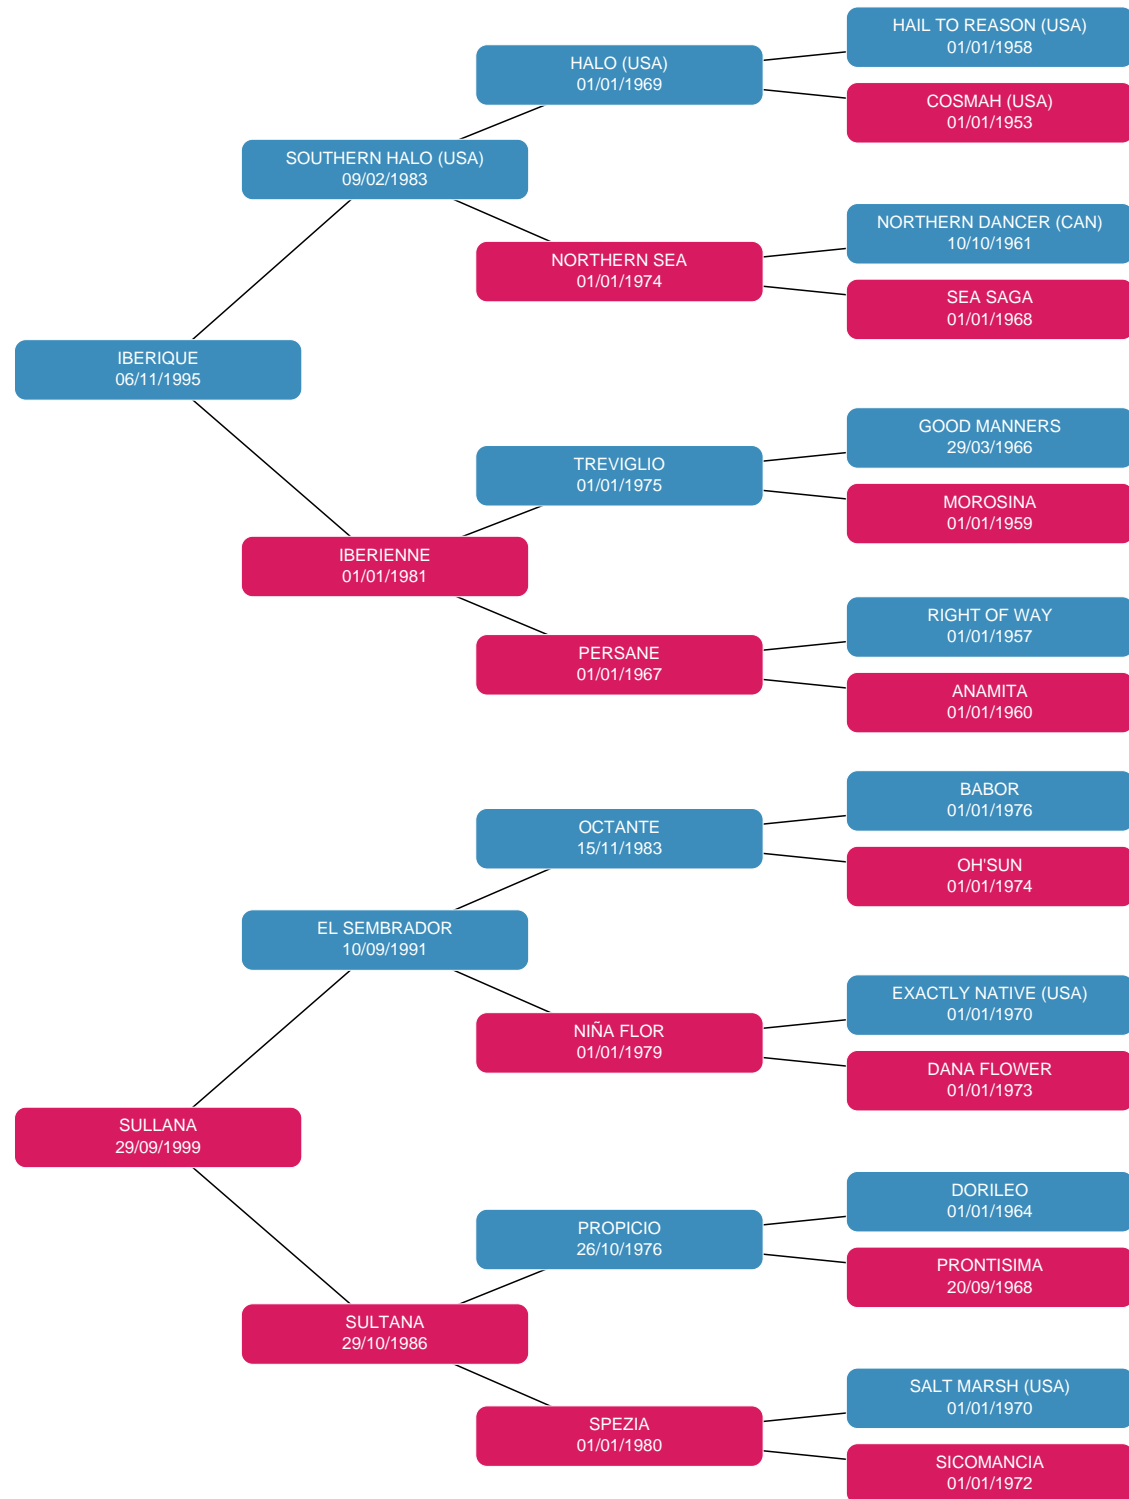 HAIL TO REASON (USA)
01/01/1958
HALO (USA)
01/01/1969
COSMAH (USA)
01/01/1953
SOUTHERN HALO (USA)
09/02/1983
NORTHERN DANCER (CAN)
10/10/1961
NORTHERN SEA
01/01/1974
SEA SAGA
01/01/1968
IBERIQUE
06/11/1995
GOOD MANNERS
29/03/1966
TREVIGLIO
01/01/1975
MOROSINA
01/01/1959
IBERIENNE
01/01/1981
RIGHT OF WAY
01/01/1957
PERSANE
01/01/1967
ANAMITA
01/01/1960
BABOR
01/01/1976
OCTANTE
15/11/1983
OH'SUN
01/01/1974
EL SEMBRADOR
10/09/1991
EXACTLY NATIVE (USA)
01/01/1970
NIÑA FLOR
01/01/1979
DANA FLOWER
01/01/1973
SULLANA
29/09/1999
DORILEO
01/01/1964
PROPICIO
26/10/1976
PRONTISIMA
20/09/1968
SULTANA
29/10/1986
SALT MARSH (USA)
01/01/1970
SPEZIA
01/01/1980
SICOMANCIA
01/01/1972